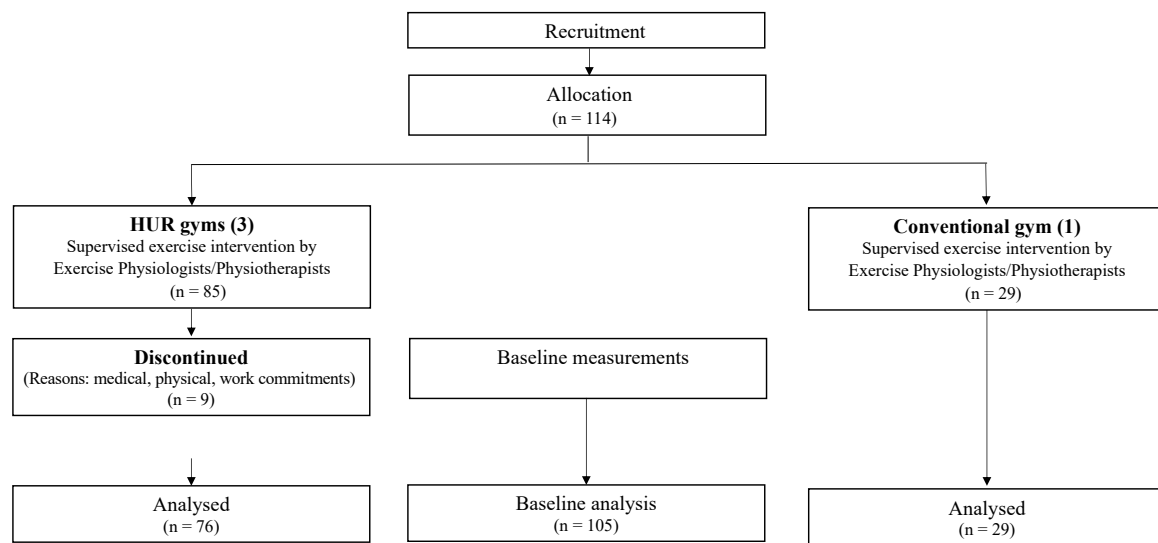 Recruitment
Allocation
(n = 114)
HUR gyms (3)
Supervised exercise intervention by
Exercise Physiologists/Physiotherapists
(n = 85)
Conventional gym (1)
Supervised exercise intervention by
Exercise Physiologists/Physiotherapists
(n = 29)
Discontinued
(Reasons: medical, physical, work commitments)
(n = 9)
Baseline measurements
Analysed
(n = 76)
Baseline analysis
(n = 105)
Analysed
(n = 29)